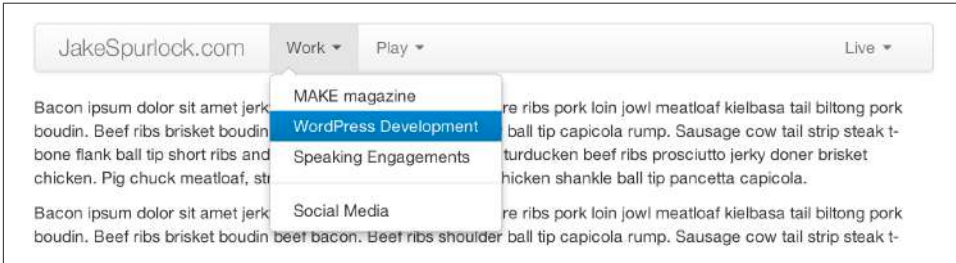 JakeSpurlock.com Work Play Live
MAKE magazine
WordPress Development
Speaking Engagements
Social Media
Bacon ipsum dolor sit amet jerk re ribs pork loin jowl meatloaf kielbasa tail biltong pork
boudin. Beef ribs brisket boudin ball tip capicola rump. Sausage cow tail strip steak t-
bone flank ball tip short ribs and turducken beef ribs prosciutto jerky doner brisket
chicken. Pig chuck meatloaf, hicken shankle ball tip pancetta capicola.
Bacon ipsum dolor sit amet jerk re ribs pork loin jowl meatloaf kielbasa tail biltong pork
boudin. Beef ribs brisket boudin beef bacon. Beef ribs shoulder ball tip capicola rump. Sausage cow tail strip steak t-